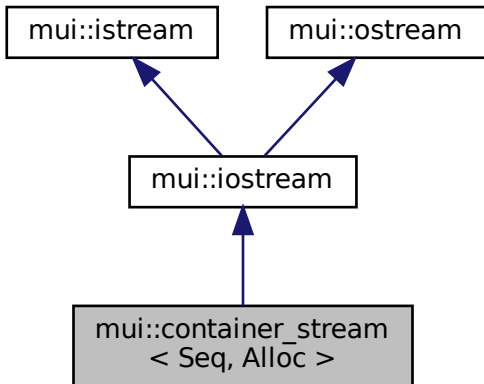 mui::istream
mui::ostream
mui::iostream
mui::container_stream
< Seq, Alloc >